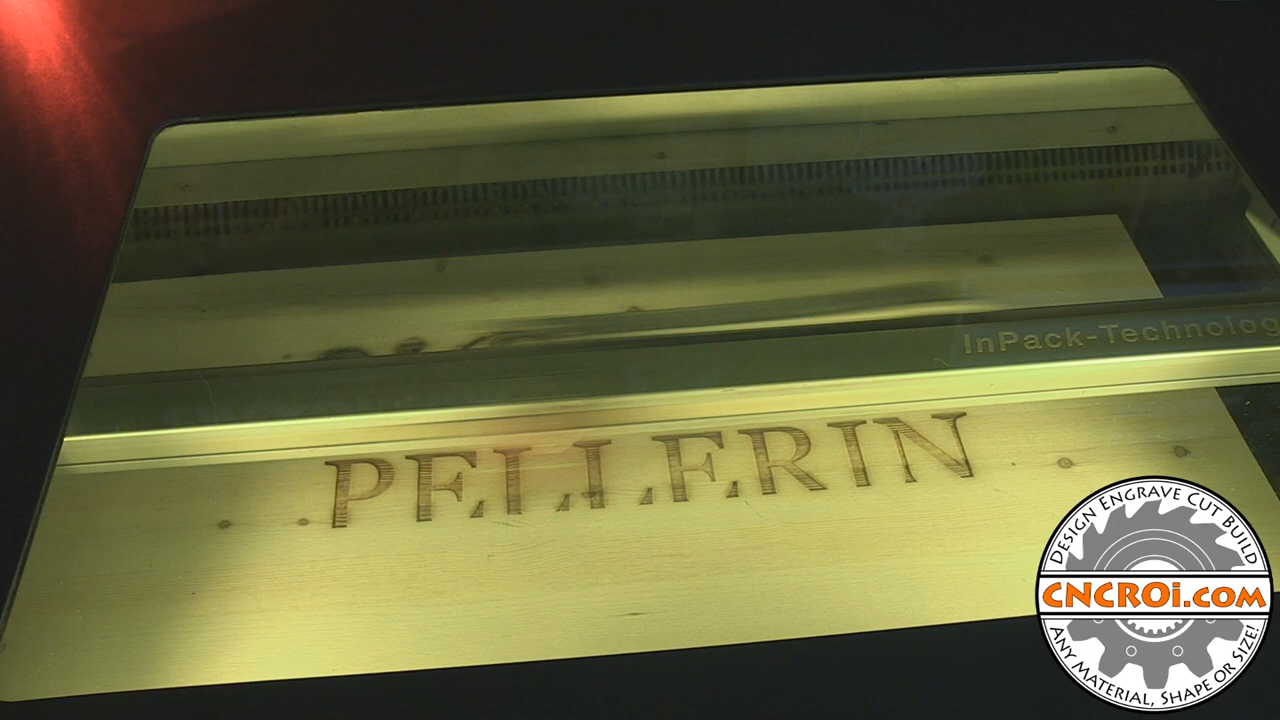 InPack-Technolog
PELLERIN
DESIGN ENGRAVE CUT BUILD
CNCROi.com
ANY MATERIAL, SHAPE OR SIZE!